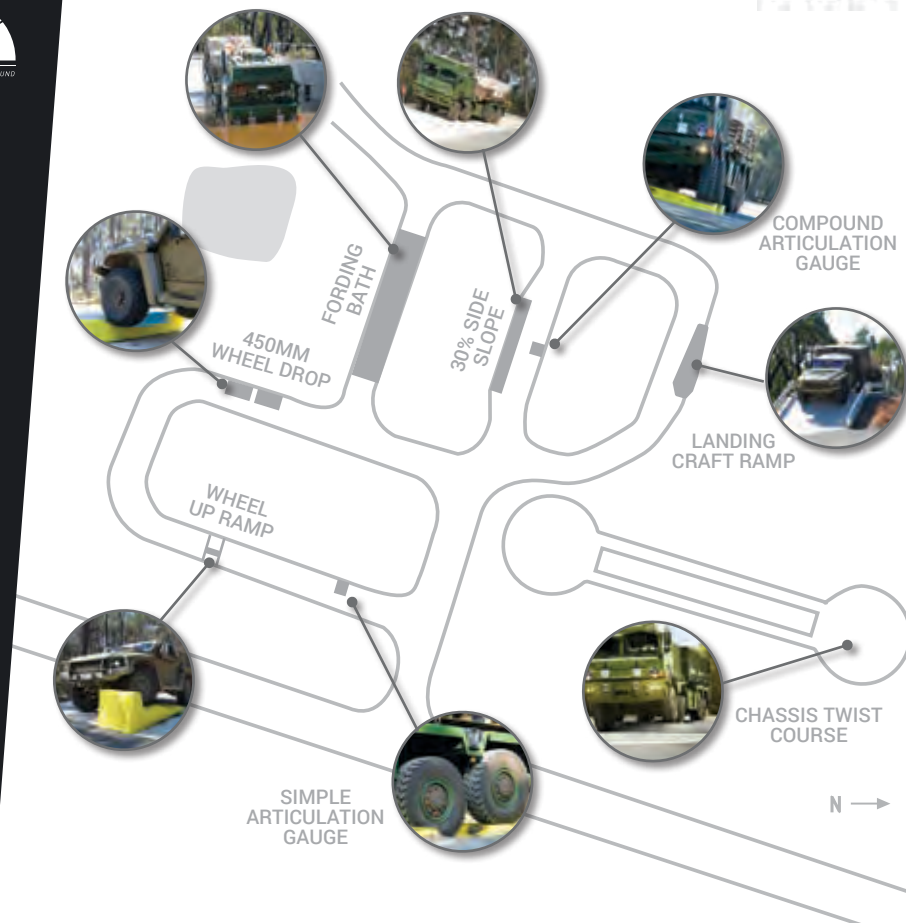 UND
FORDING
BATH
30% SIDE
SLOPE
COMPOUND
ARTICULATION
GAUGE
450MM
WHEEL DROP
LANDING
CRAFT RAMP
WHEEL
UP RAMP
CHASSIS TWIST
COURSE
SIMPLE
ARTICULATION
GAUGE
N